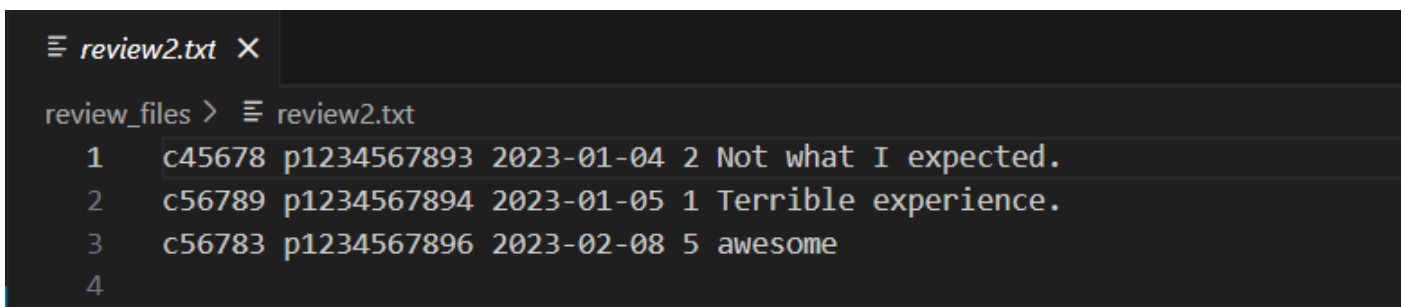 review2.txt
review_files > review2.txt
1 c45678 p1234567893 2023-01-04 2 Not what I expected.
2 c56789 p1234567894 2023-01-05 1 Terrible experience.
3 c56783 p1234567896 2023-02-08 5 awesome
4